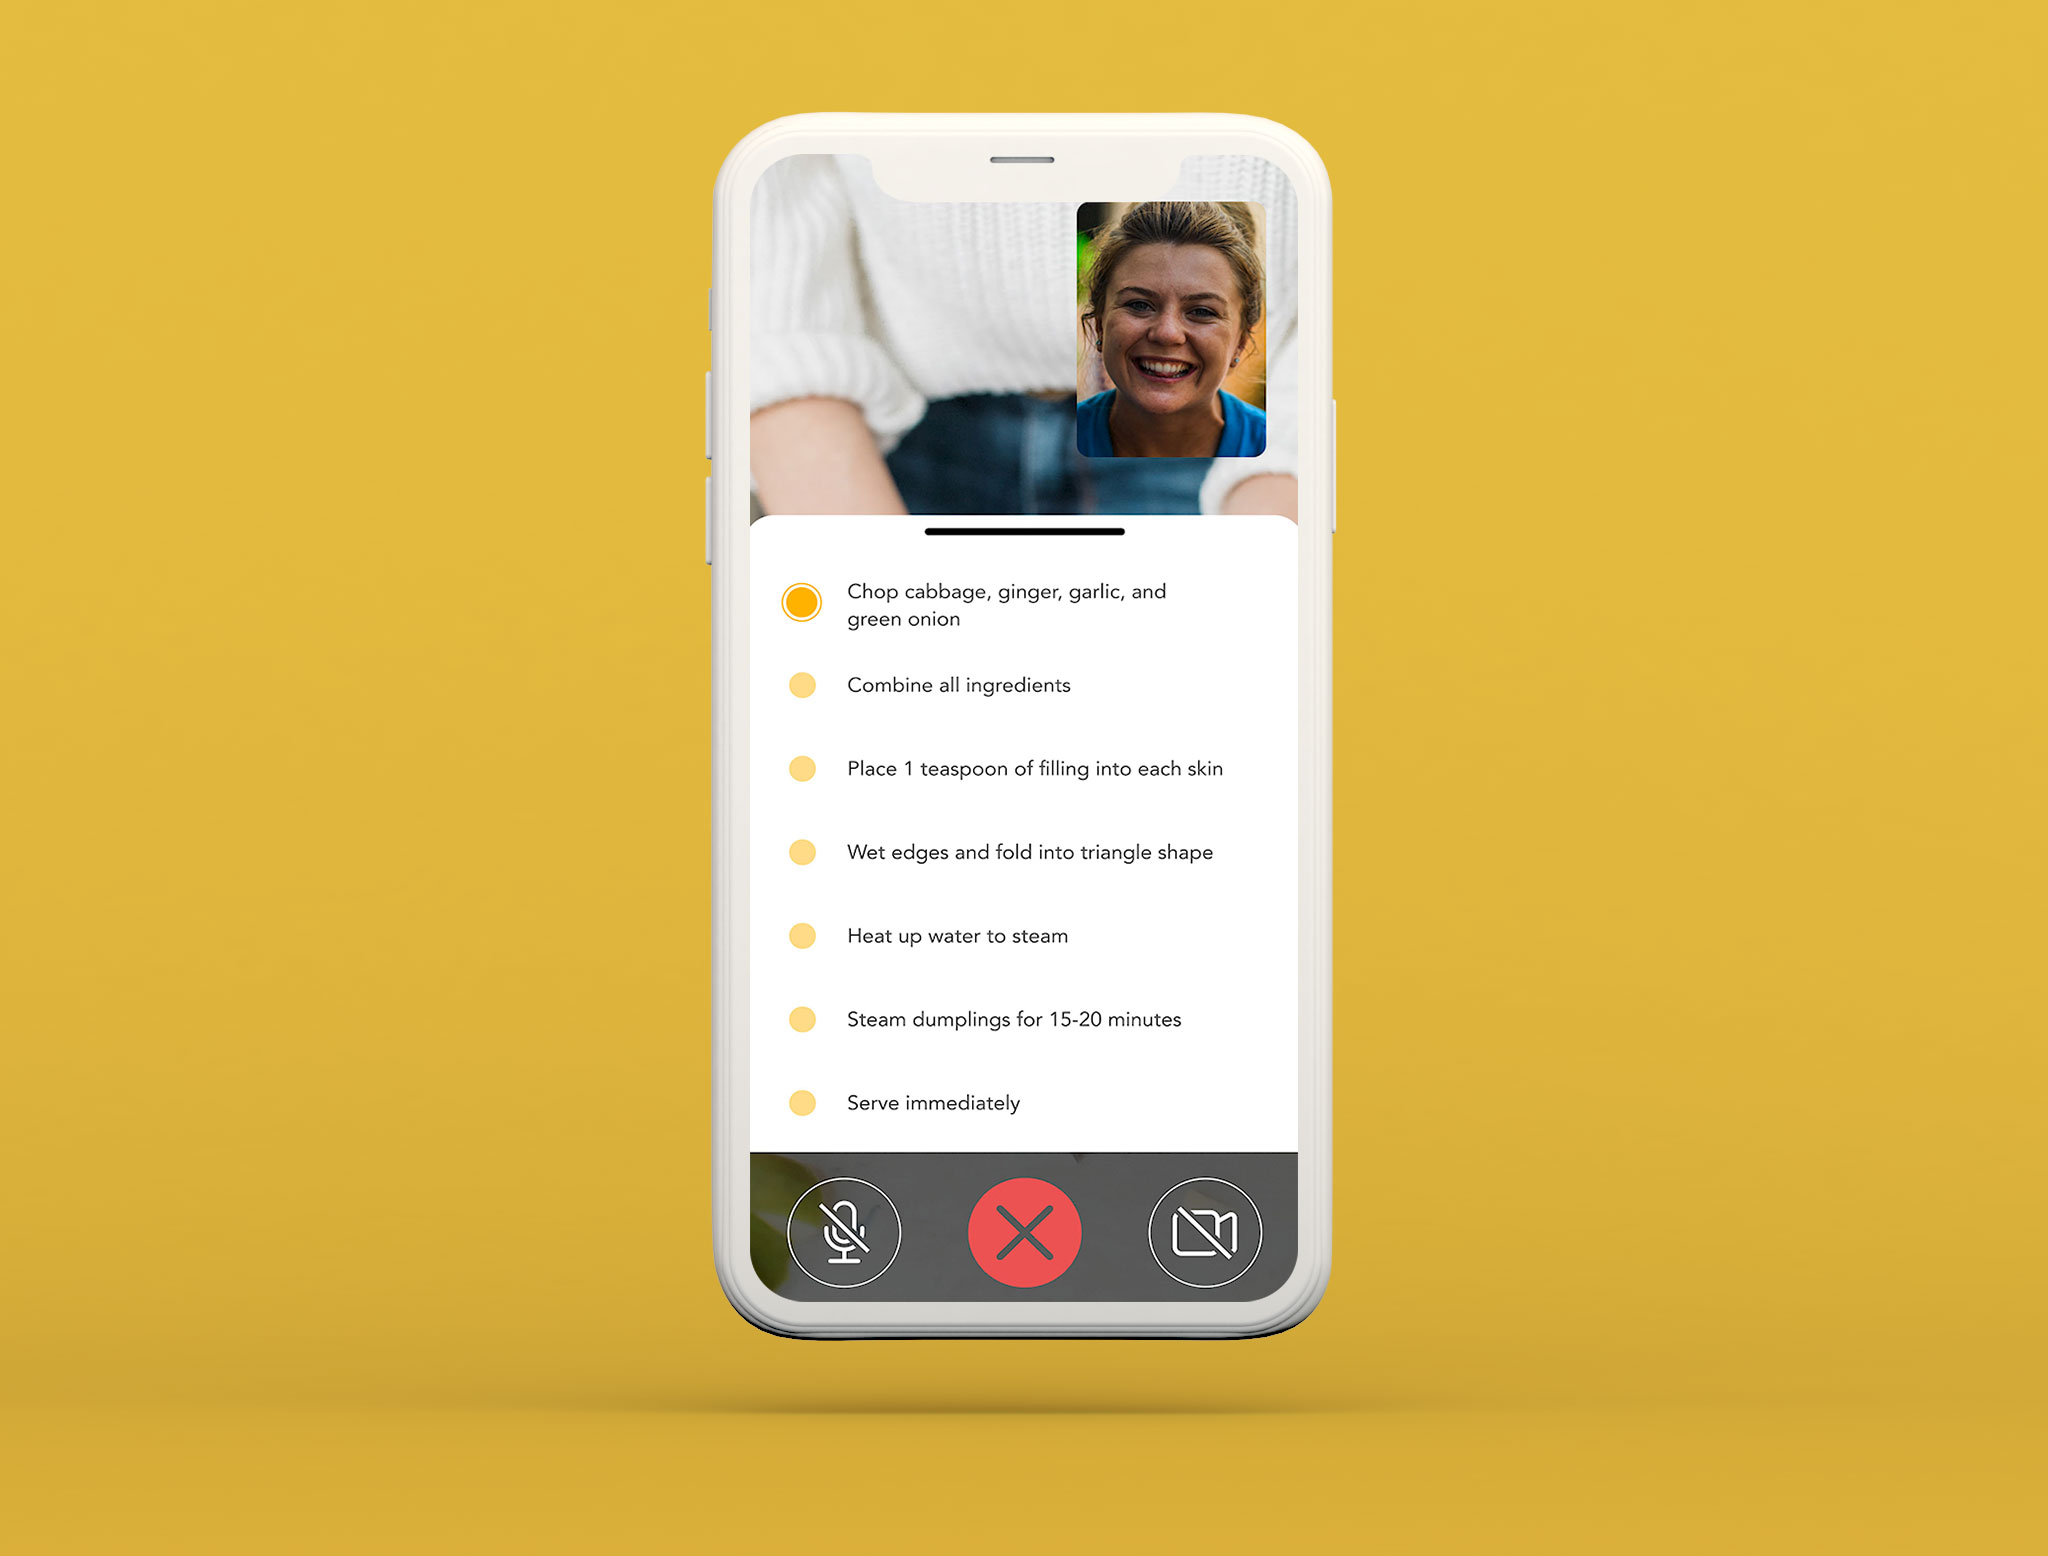 Chop cabbage, ginger, garlic, and
green onion
Combine all ingredients
Place 1 teaspoon of filling into each skin
Wet edges and fold into triangle shape
Heat up water to steam
Steam dumplings for 15-20 minutes
Serve immediately